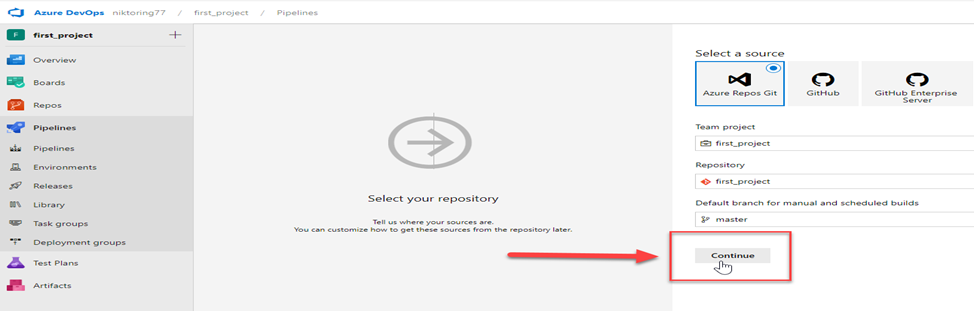 Azure DevOps niktoring77 / first_project / Pipelines
F first_project +
Overview
Boards
Repos
Pipelines
Pipelines
Environments
Releases
Library
Task groups
Deployment groups
Test Plans
Artifacts
Select your repository
Tell us where your sources are.
You can customize how to get these sources from the repository later.
Select a source
Azure Repos Git
GitHub
GitHub Enterprise
Server
Team project
first_project
Repository
first_project
Default branch for manual and scheduled builds
master
Continue